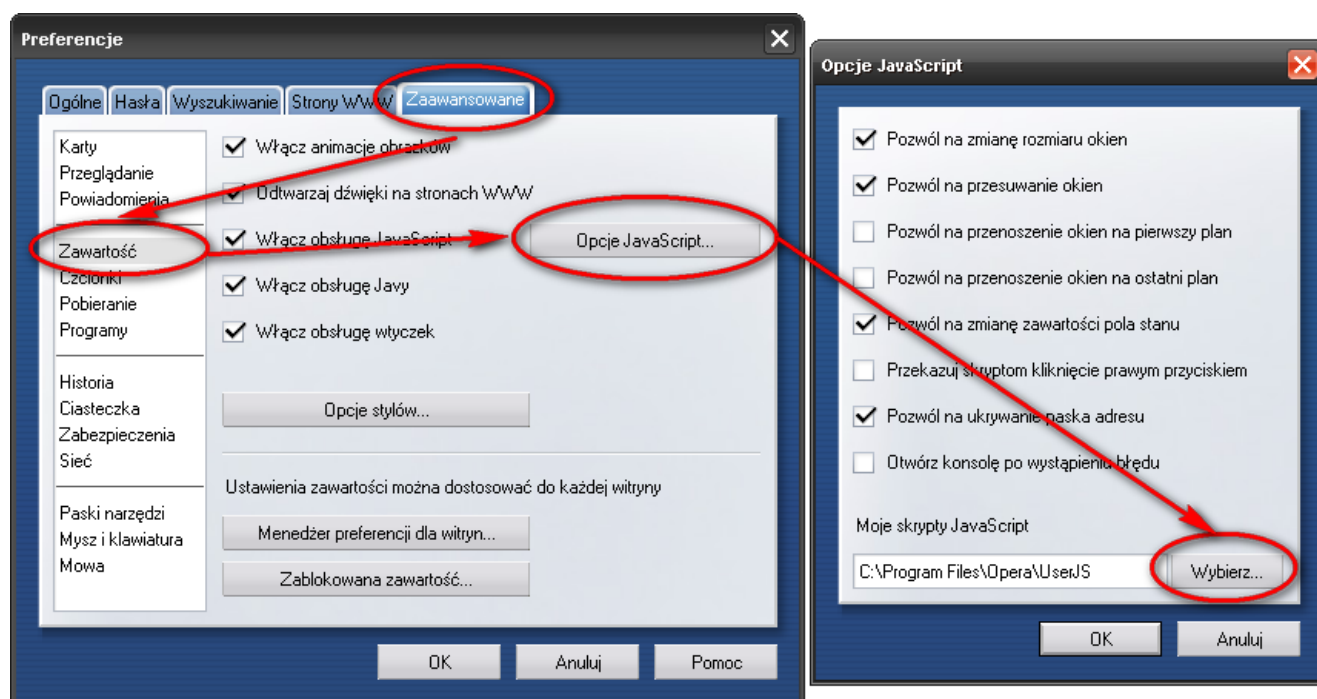 Preferencje
Ogólne Hasła Wyszukiwanie Strony WWW Zaawansowane
Karty
Przeglądanie
Powiadomienia
Zawartość
Czcionki
Pobieranie
Programy
Historia
Ciasteczka
Zabezpieczenia
Sieć
Paski narzędzi
Mysz i klawiatura
Mowa
Włącz animacje obrazków
Odtwarzaj dźwięki na stronach WWW
Włącz obsługę JavaScript
Opcje JavaScript...
Włącz obsługę Javy
Włącz obsługę wtyczek
Opcje stylów...
Ustawienia zawartości można dostosować do każdej witryny
Menedżer preferencji dla witryn...
Zablokowana zawartość...
OK Anuluj Pomoc
Opcje JavaScript
Pozwól na zmianę rozmiaru okien
Pozwól na przesuwanie okien
Pozwól na przenoszenie okien na pierwszy plan
Pozwól na przenoszenie okien na ostatni plan
Pozwól na zmianę zawartości pola stanu
Przekazuj skryptom kliknięcie prawym przyciskiem
Pozwól na ukrywanie paska adresu
Otwórz konsolę po wystąpieniu błędu
Moje skrypty JavaScript
C:\Program Files\Opera\UserJS Wybierz...
OK Anuluj